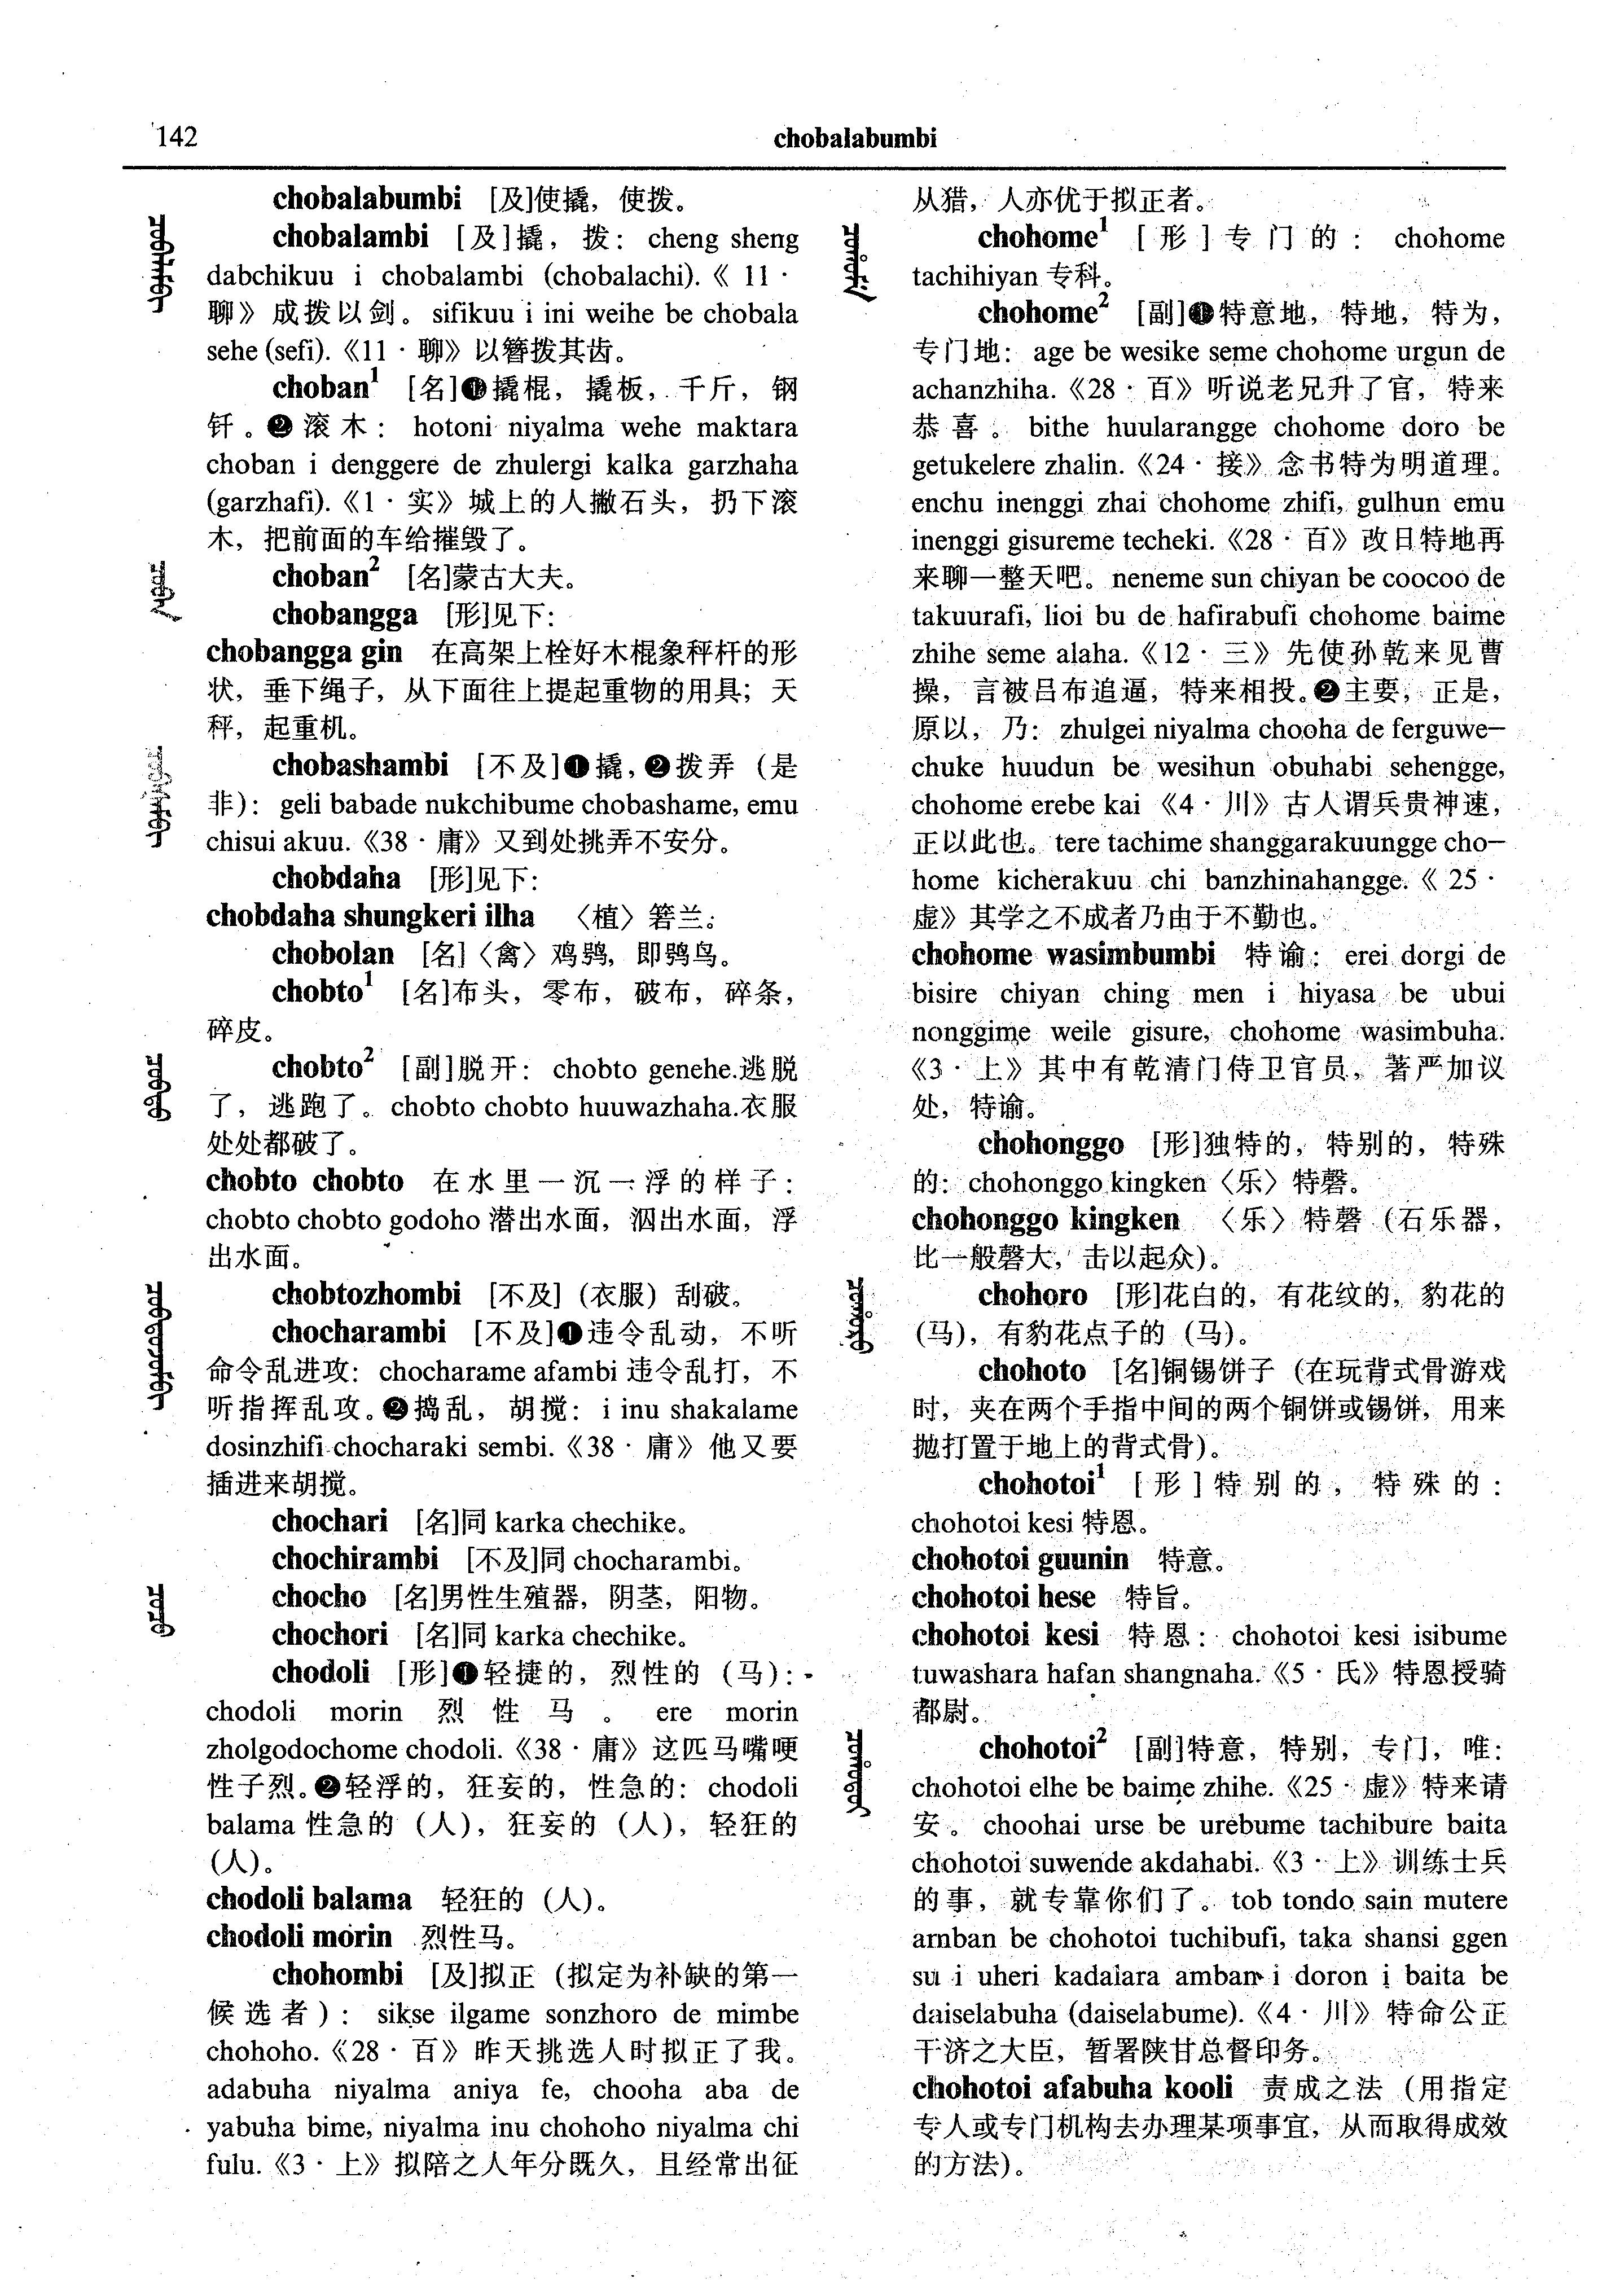 142
chobalabumbi
chobalabumbi [及]使撬，使拨。
chobalambi [及]撬，拨：cheng sheng
dabchikuu i chobalambi (chobalachi).《11·
聊》成拨以剑。sifikuu i ini weihe be chobala
sehe (sefi).《11·聊》以簪拨其齿。
choban¹ [名]❶撬棍，撬板，千斤，钢
钎。❷滚木：hotoni niyalma wehe maktara
choban i denggere de zhulergi kalka garzhaha
(garzhafi).《1·实》城上的人撇石头，扔下滚
木，把前面的车给摧毁了。
choban² [名]蒙古大夫。
chobangga [形]见下：
chobangga gin 在高架上栓好木棍象秤杆的形
状，垂下绳子，从下面往上提起重物的用具；天
秤，起重机。
chobashambi [不及]❶撬，❷拨弄（是
非）：geli babade nukchibume chobashame, emu
chisui akuu.《38·庸》又到处挑弄不安分。
chobdaha [形]见下：
chobdaha shungkeri ilha 〈植〉箬兰。
chobolan [名]〈禽〉鸡鸮，即鸮鸟。
chobto¹ [名]布头，零布，破布，碎条，
碎皮。
chobto² [副]脱开：chobto genehe.逃脱
了，逃跑了。chobto chobto huuwazhaha.衣服
处处都破了。
chobto chobto 在水里一沉一浮的样子：
chobto chobto godoho 潜出水面，泅出水面，浮
出水面。
chobtozhombi [不及]（衣服）刮破。
chocharambi [不及]❶违令乱动，不听
命令乱进攻：chocharame afambi 违令乱打，不
听指挥乱攻。❷捣乱，胡搅：i inu shakalame
dosinzhifi chocharaki sembi.《38·庸》他又要
插进来胡搅。
chochari [名]同 karka chechike。
chochirambi [不及]同 chocharambi。
chocho [名]男性生殖器，阴茎，阳物。
chochori [名]同 karka chechike。
chodoli [形]❶轻捷的，烈性的（马）：
chodoli morin 烈性马。ere morin
zholgodochome chodoli.《38·庸》这匹马嘴哽
性子烈。❷轻浮的，狂妄的，性急的：chodoli
balama 性急的（人），狂妄的（人），轻狂的
（人）。
chodoli balama 轻狂的（人）。
chodoli morin 烈性马。
chohombi [及]拟正（拟定为补缺的第一
候选者）：sikse ilgame sonzhoro de mimbe
chohoho.《28·百》昨天挑选人时拟正了我。
adabuha niyalma aniya fe, chooha aba de
yabuha bime, niyalma inu chohoho niyalma chi
fulu.《3·上》拟陪之人年分既久，且经常出征
从猎，人亦优于拟正者。
chohome¹ [形]专门的：chohome
tachihiyan 专科。
chohome² [副]❶特意地，特地，特为，
专门地：age be wesike seme chohome urgun de
achanzhiha.《28·百》听说老兄升了官，特来
恭喜。bithe huularangge chohome doro be
getukelere zhalin.《24·接》念书特为明道理。
enchu inenggi zhai chohome zhifi, gulhun emu
inenggi gisureme techeki.《28·百》改日特地再
来聊一整天吧。neneme sun chiyan be coocoo de
takuurafi, lioi bu de hafirabufi chohome baime
zhihe seme alaha.《12·三》先使孙乾来见曹
操，言被吕布追逼，特来相投。❷主要，正是，
原以，乃：zhulgei niyalma chooha de ferguwe-
chuke huudun be wesihun obuhabi sehengge,
chohome erebe kai 《4·川》古人谓兵贵神速，
正以此也。tere tachime shanggarakuungge cho-
home kicherakuu chi banzhinahangge.《25·
虚》其学之不成者乃由于不勤也。
chohome wasimbumbi 特谕：erei dorgi de
bisire chiyan ching men i hiyasa be ubui
nonggime weile gisure, chohome wasimbuha.
《3·上》其中有乾清门侍卫官员，著严加议
处，特谕。
chohonggo [形]独特的，特别的，特殊
的：chohonggo kingken〈乐〉特磬。
chohonggo kingken 〈乐〉特磬（石乐器，
比一般磬大，击以起众）。
chohoro [形]花白的，有花纹的，豹花的
（马），有豹花点子的（马）。
chohoto [名]铜锡饼子（在玩背式骨游戏
时，夹在两个手指中间的两个铜饼或锡饼，用来
抛打置于地上的背式骨）。
chohotoi¹ [形]特别的，特殊的：
chohotoi kesi 特恩。
chohotoi guunin 特意。
chohotoi hese 特旨。
chohotoi kesi 特恩：chohotoi kesi isibume
tuwashara hafan shangnaha.《5·氏》特恩授骑
都尉。
chohotoi² [副]特意，特别，专门，唯：
chohotoi elhe be baime zhihe.《25·虚》特来请
安。choohai urse be urebume tachibure baita
chohotoi suwende akdahabi.《3·上》训练士兵
的事，就专靠你们了。tob tondo sain mutere
amban be chohotoi tuchibufi, taka shansi ggen
sui i uheri kadalara amban i doron i baita be
daiselabuha (daiselabume).《4·川》特命公正
干济之大臣，暂署陕甘总督印务。
chohotoi afabuha kooli 责成之法（用指定
专人或专门机构去办理某项事宜，从而取得成效
的方法）。